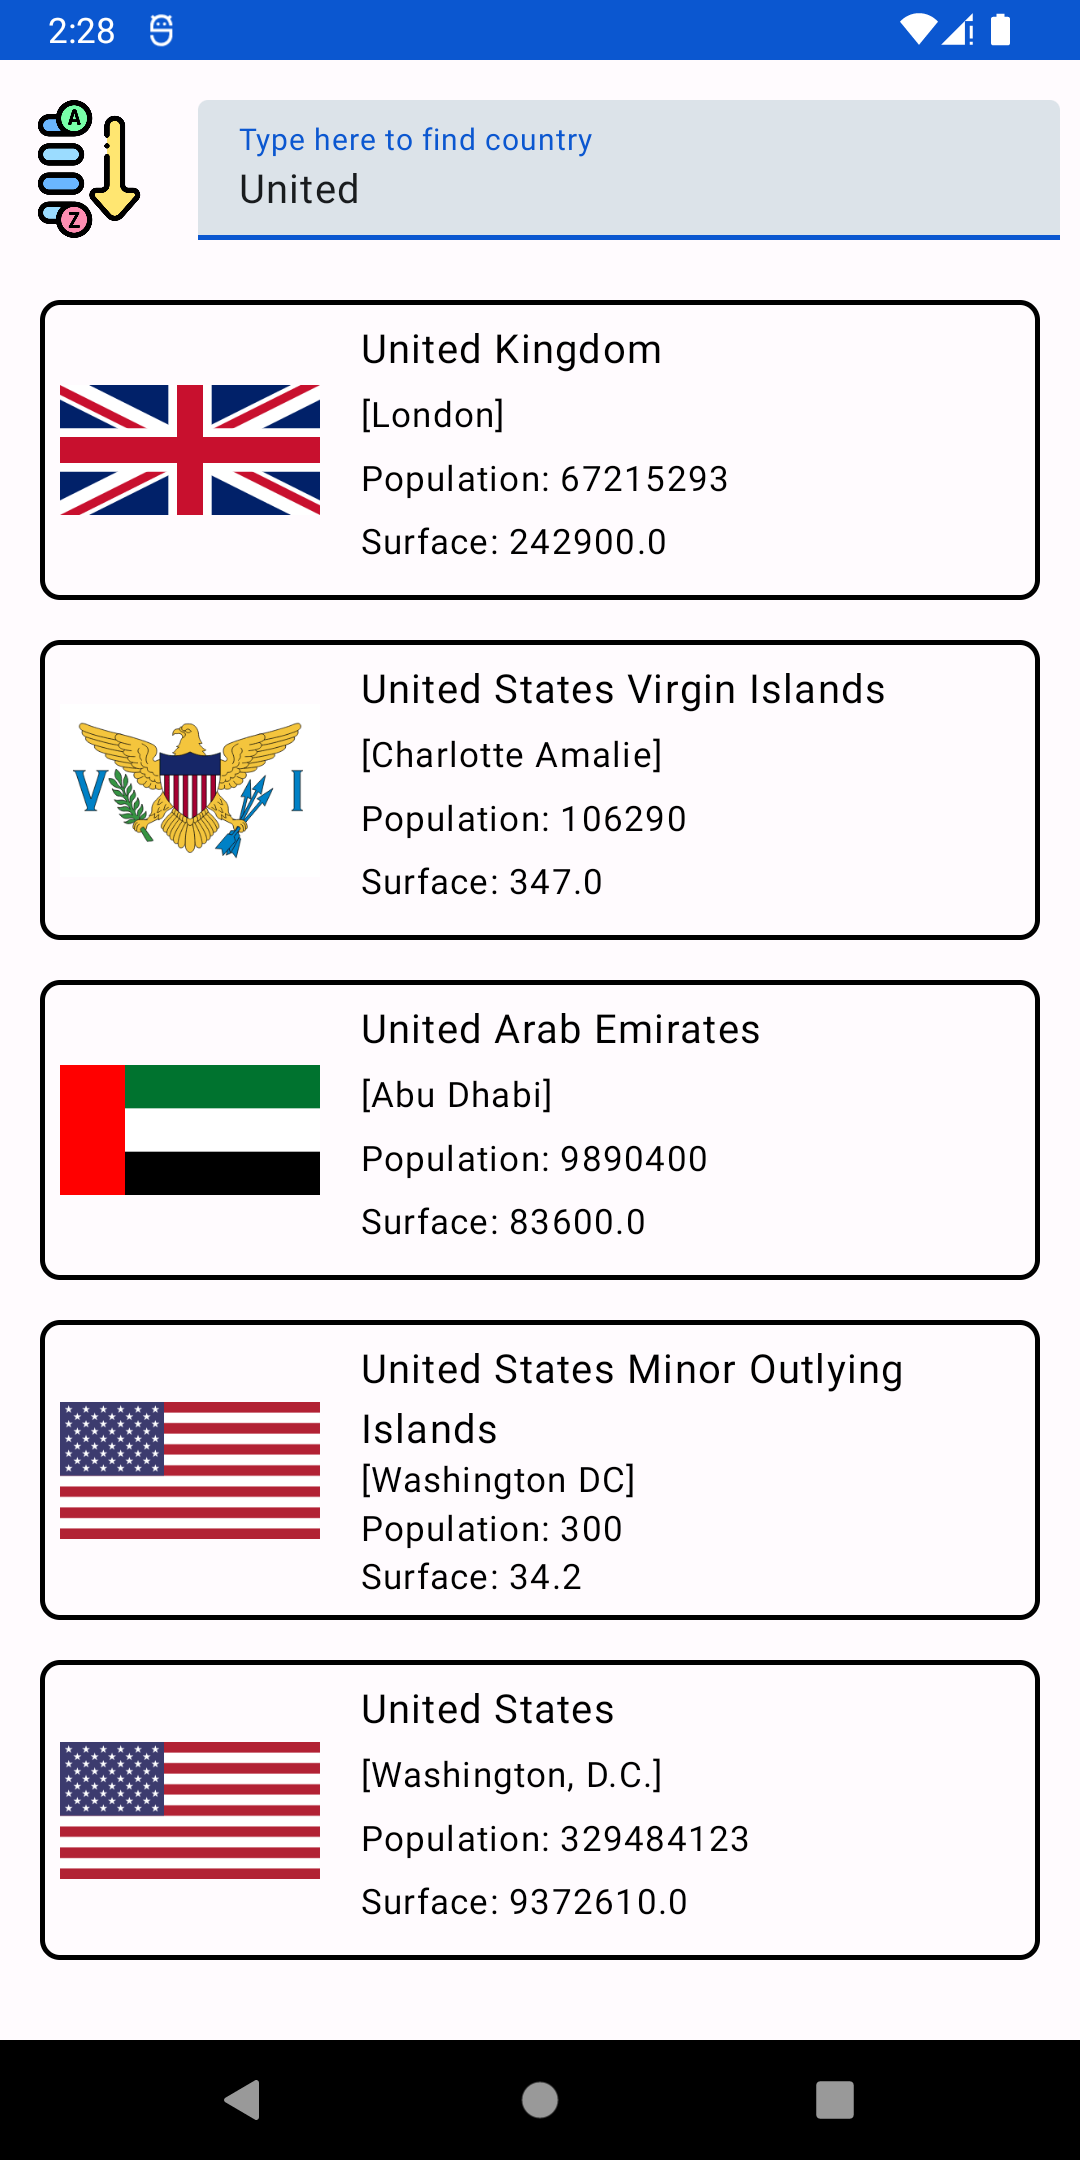 2:28
A
Z
Type here to find country
United
United Kingdom
[London]
Population: 67215293
Surface: 242900.0
V I
United States Virgin Islands
[Charlotte Amalie]
Population: 106290
Surface: 347.0
United Arab Emirates
[Abu Dhabi]
Population: 9890400
Surface: 83600.0
United States Minor Outlying
Islands
[Washington DC]
Population: 300
Surface: 34.2
United States
[Washington, D.C.]
Population: 329484123
Surface: 9372610.0